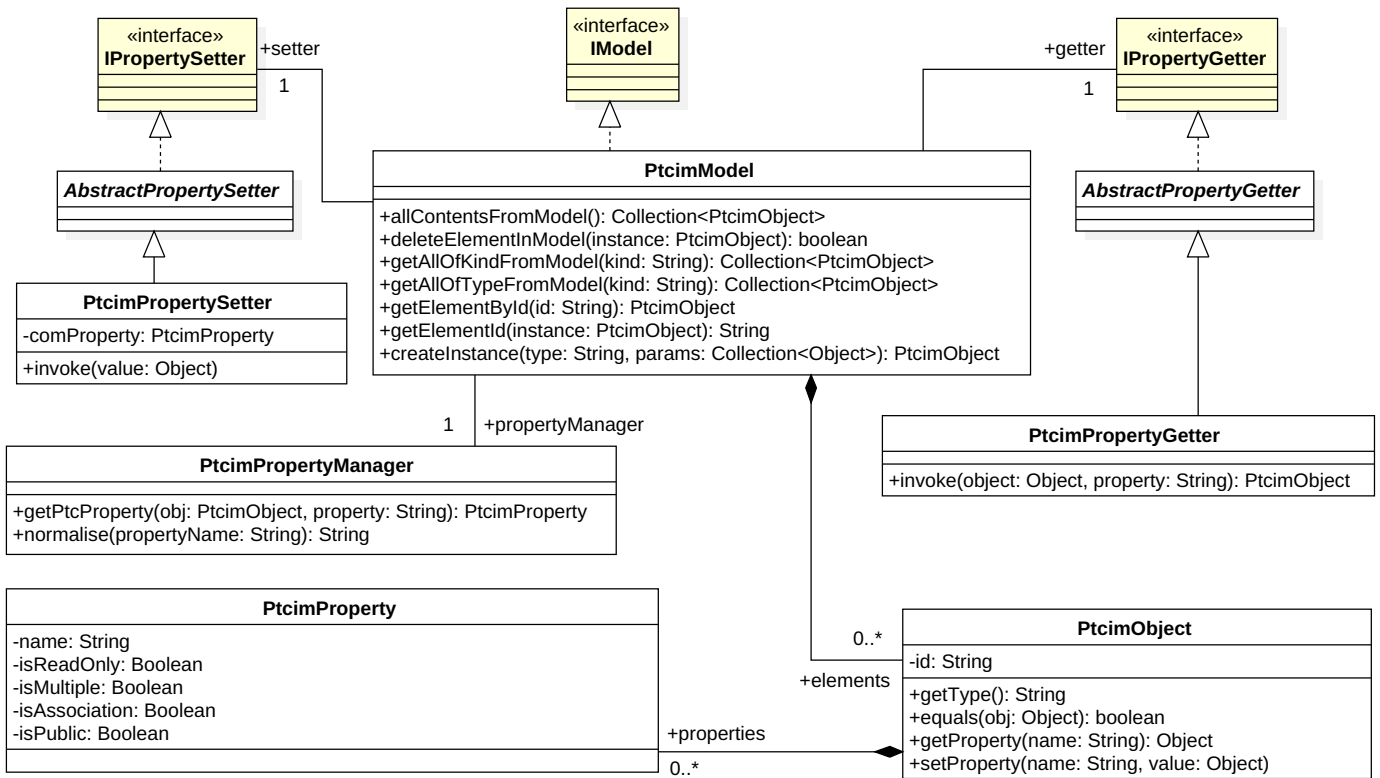 «interface»
IPropertySetter
+setter
1
«interface»
IModel
+getter
1
«interface»
IPropertyGetter
AbstractPropertySetter
PtcimModel
+allContentsFromModel(): Collection<PtcimObject>
+deleteElementInModel(instance: PtcimObject): boolean
+getAllOfKindFromModel(kind: String): Collection<PtcimObject>
+getAllOfTypeFromModel(kind: String): Collection<PtcimObject>
+getElementById(id: String): PtcimObject
+getElementId(instance: PtcimObject): String
+createInstance(type: String, params: Collection<Object>): PtcimObject
AbstractPropertyGetter
PtcimPropertySetter
-comProperty: PtcimProperty
+invoke(value: Object)
1
+propertyManager
PtcimPropertyGetter
+invoke(object: Object, property: String): PtcimObject
PtcimPropertyManager
+getPtcProperty(obj: PtcimObject, property: String): PtcimProperty
+normalise(propertyName: String): String
PtcimProperty
-name: String
-isReadOnly: Boolean
-isMultiple: Boolean
-isAssociation: Boolean
-isPublic: Boolean
0..*
+elements
+properties
0..*
PtcimObject
-id: String
+getType(): String
+equals(obj: Object): boolean
+getProperty(name: String): Object
+setProperty(name: String, value: Object)